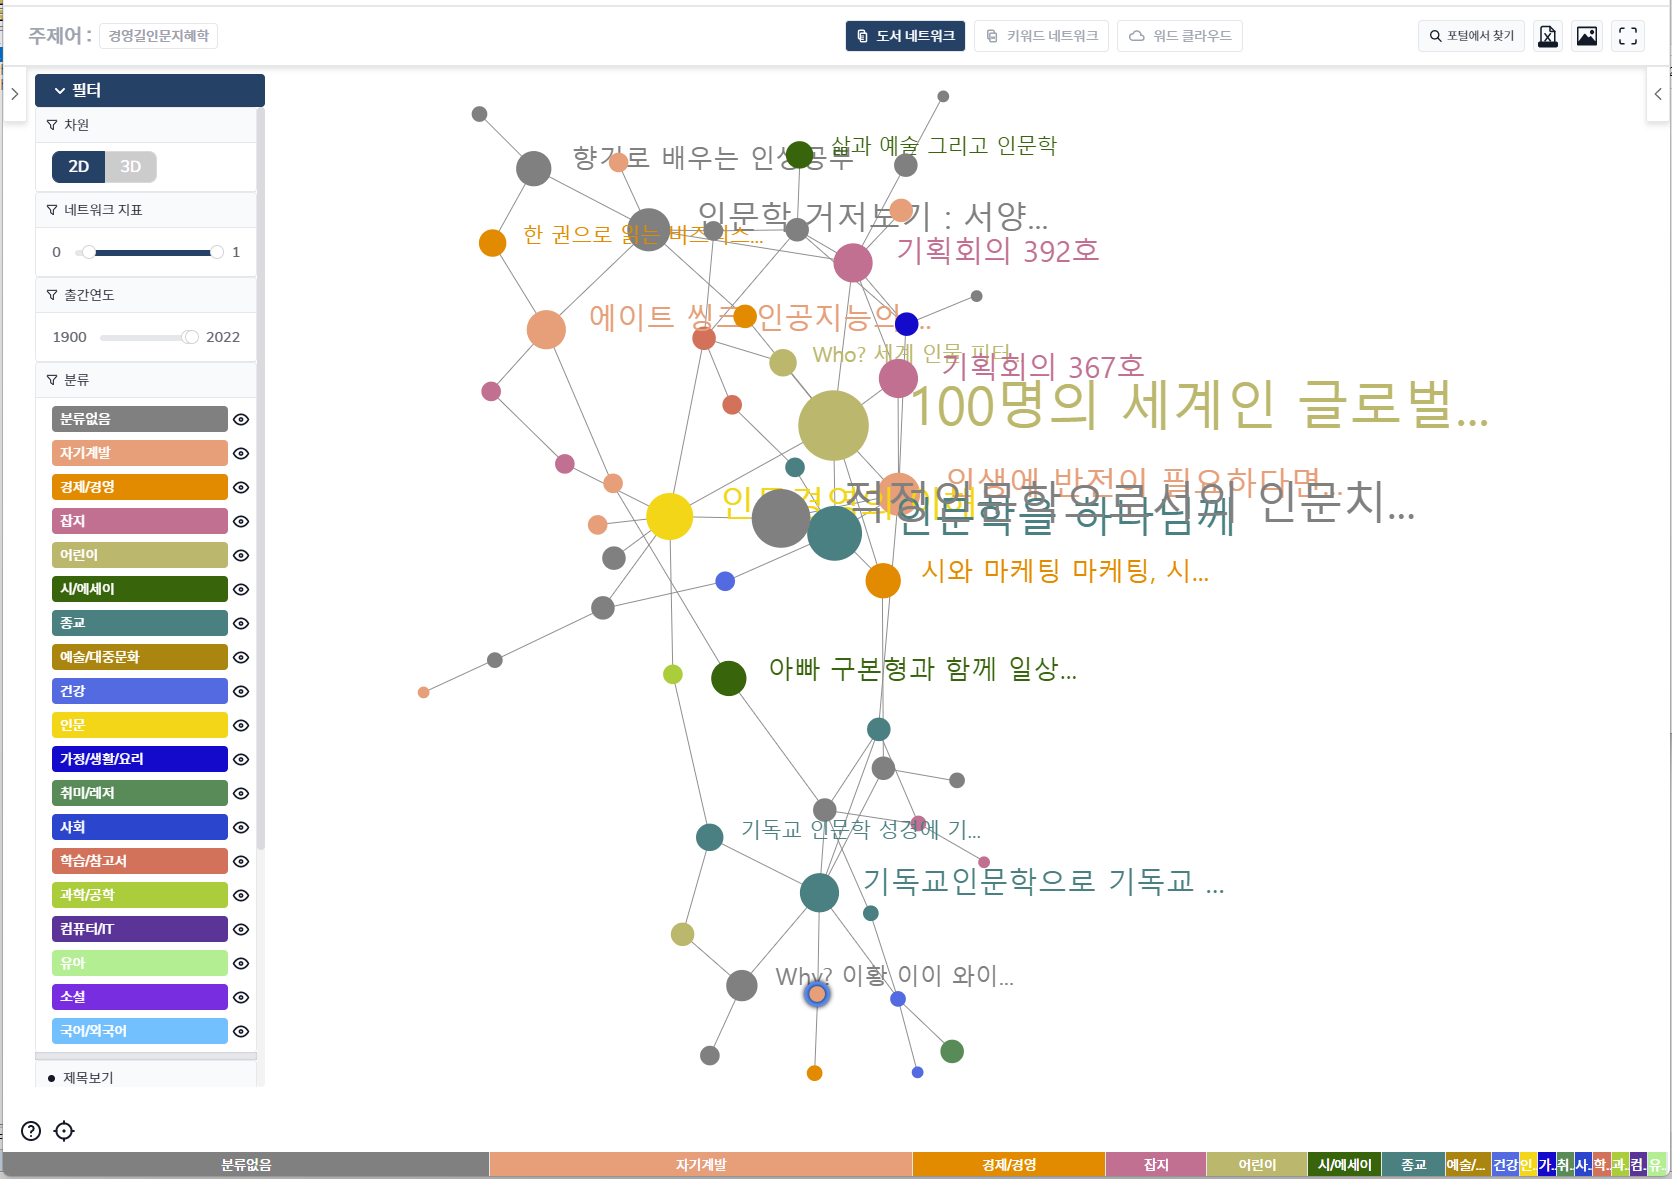 주제어 : 경영길인문지혜학
도서 네트워크
키워드 네트워크
워드 클라우드
포털에서 찾기
필터
차원
2D 3D
네트워크 지표
0 1
출간연도
1900 2022
분류
분류없음
자기계발
경제/경영
잡지
어린이
시/에세이
종교
예술/대중문화
건강
인문
가정/생활/요리
취미/레저
사회
학습/참고서
과학/공학
컴퓨터/IT
유아
소설
국어/외국어
제목보기
삶과 예술 그리고 인문학
향기로 배우는 인생공부
인문학 거저보기 : 서양...
한 권으로 읽는 비즈니스...
기획회의 392호
에이트 씽크 인공지능의...
Who? 세계 인문 피터
기획회의 367호
100명의 세계인 글로벌...
인생에 반전이 필요하다면...
인문경영의 이해
인문치...
인문학을 하나님께
시와 마케팅 마케팅, 시...
아빠 구본형과 함께 일상...
기독교 인문학 성경에 기...
기독교인문학으로 기독교 ...
Why? 이황 이이 와이...
분류없음 자기계발 경제/경영 잡지 어린이 시/에세이 종교 예술/... 건강 인.. 가.. 취.. 사.. 학.. 과.. 컴.. 유..